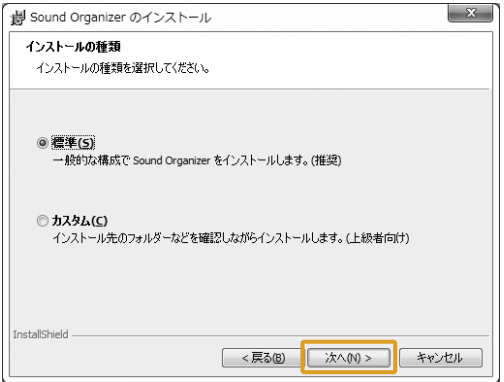 Sound Organizer のインストール
インストールの種類
インストールの種類を選択してください。
標準(S)
一般的な構成で Sound Organizer をインストールします。(推奨)
カスタム(C)
インストール先のフォルダーなどを確認しながらインストールします。(上級者向け)
InstallShield
< 戻る(B) 次へ(N) > キャンセル